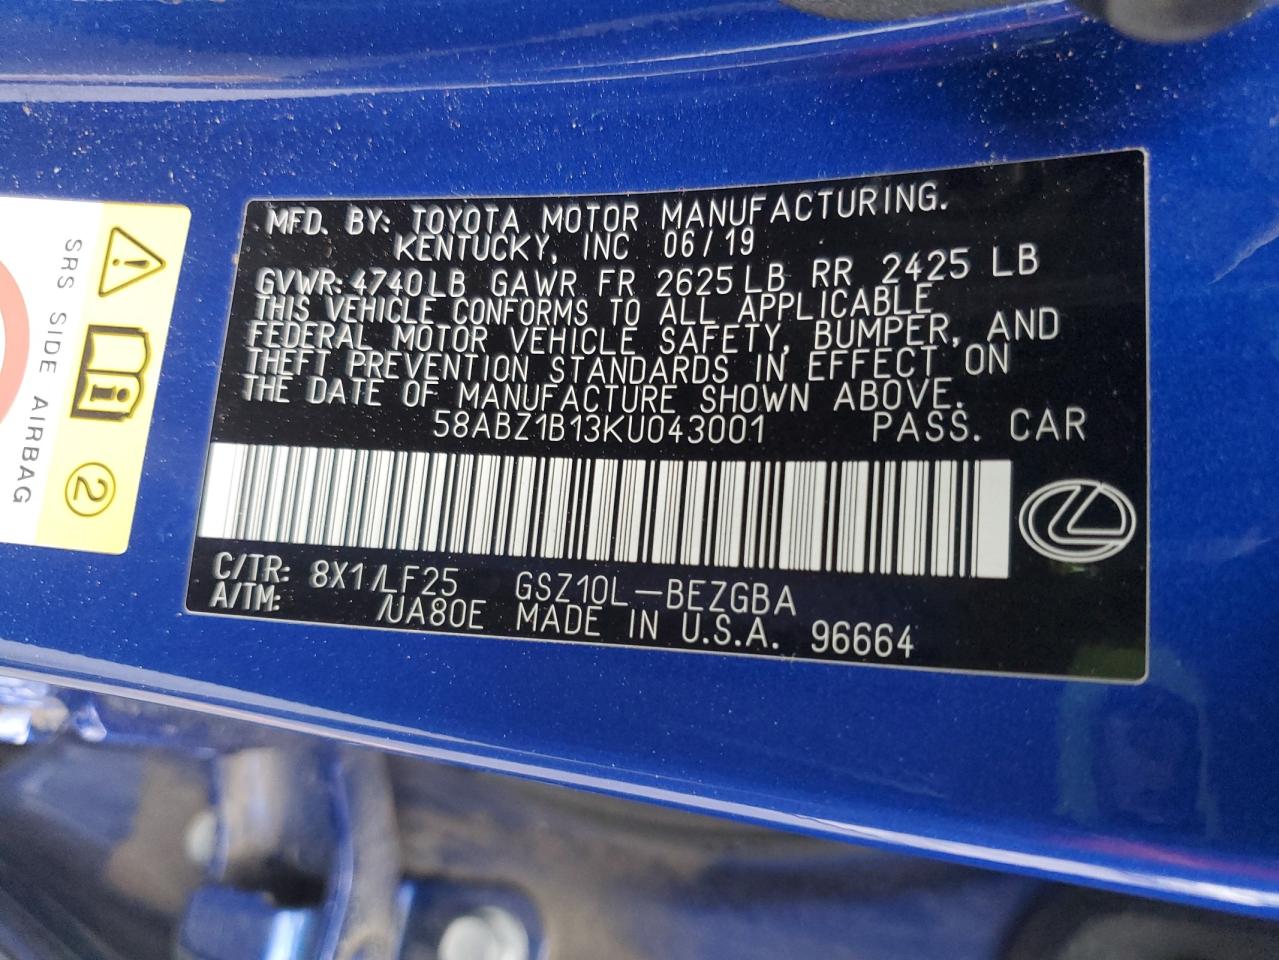 MFD. BY: TOYOTA MOTOR MANUFACTURING.
KENTUCKY, INC 06/19
GVWR: 4740LB GAWR FR 2625LB RR 2425 LB
THIS VEHICLE CONFORMS TO ALL APPLICABLE
FEDERAL MOTOR VEHICLE SAFETY, BUMPER, AND
THEFT PREVENTION STANDARDS IN EFFECT ON
THE DATE OF MANUFACTURE SHOWN ABOVE.
58ABZ1B13KU043001 PASS. CAR
C/TR: 8X1/LF25 GSZ10L-BEZGBA
A/TM: /UA80E MADE IN U.S.A. 96664
SRS SIDE AIRBAG
2